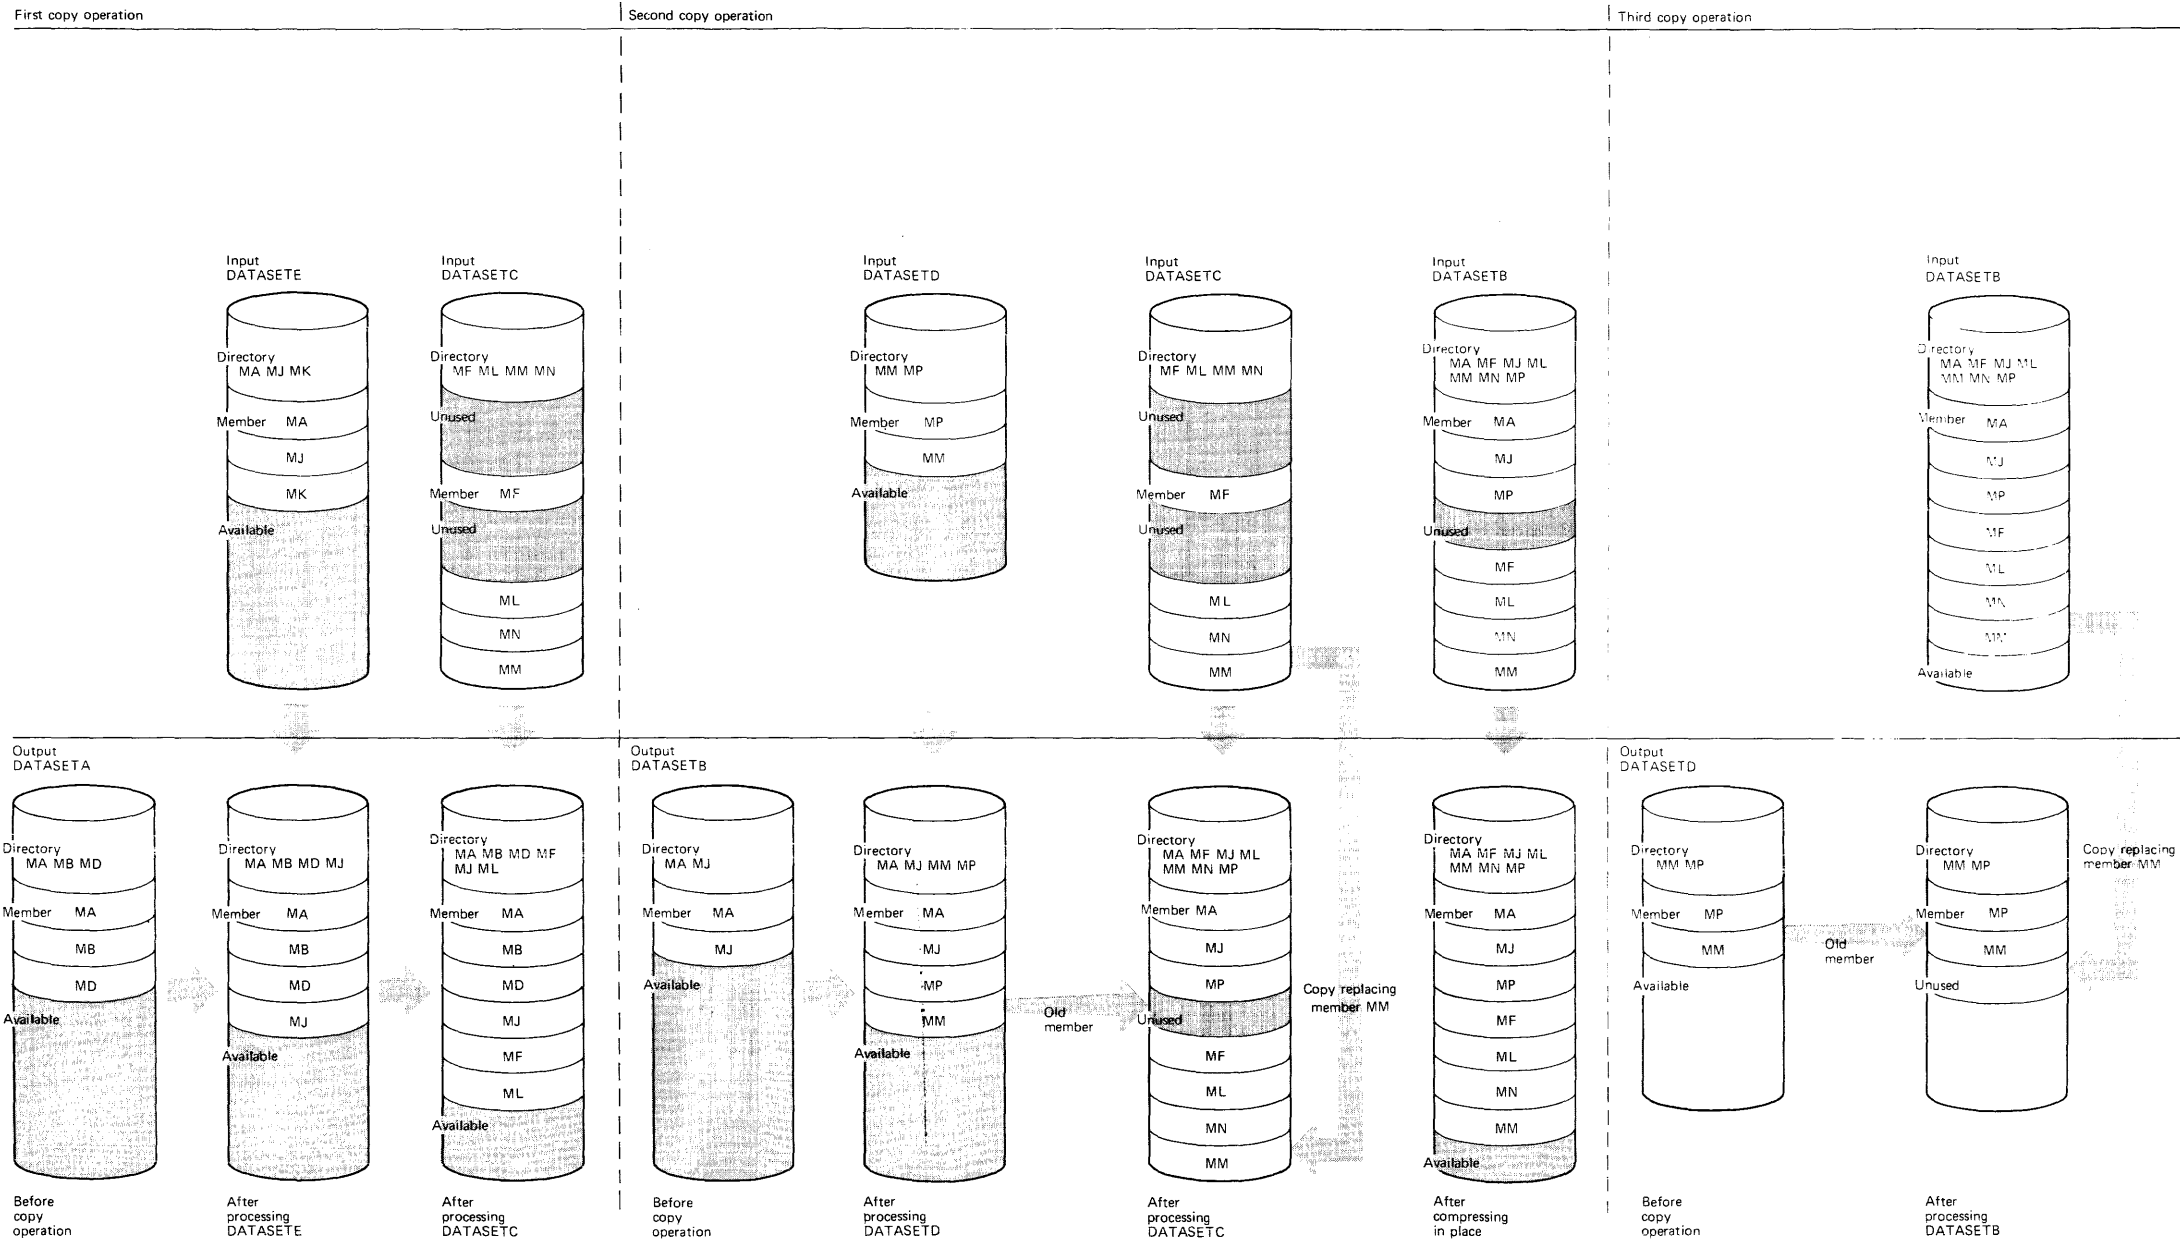 First copy operation
Second copy operation
Third copy operation
Input
DATASETE
Directory
MA MJ MK
Member MA
MJ
MK
Available
Input
DATASETC
Directory
MF ML MM MN
Unused
Member MF
Unused
ML
MN
MM
Input
DATASETD
Directory
MM MP
Member MP
MM
Available
Input
DATASETC
Directory
MF ML MM MN
Unused
Member MF
Unused
ML
MN
MM
Input
DATASETB
Directory
MA MF MJ ML
MM MN MP
Member MA
MJ
MP
Unused
MF
ML
MN
MM
Input
DATASETB
Directory
MA MF MJ ML
MM MN MP
Member MA
MJ
MP
MF
ML
MN
MM
Available
Output
DATASETA
Directory
MA MB MD
Member MA
MB
MD
Available
Before
copy
operation
Directory
MA MB MD MJ
Member MA
MB
MD
MJ
Available
After
processing
DATASETE
Directory
MA MB MD MF
MJ ML
Member MA
MB
MD
MJ
MF
ML
Available
After
processing
DATASETC
Output
DATASETB
Directory
MA MJ
Member MA
MJ
Available
Before
copy
operation
Directory
MA MJ MM MP
Member MA
MJ
MP
MM
Available
After
processing
DATASETD
Old
member
Directory
MA MF MJ ML
MM MN MP
Member MA
MJ
MP
Unused
MF
ML
MN
MM
After
processing
DATASETC
Copy replacing
member MM
Directory
MA MF MJ ML
MM MN MP
Member MA
MJ
MP
MF
ML
MN
MM
Available
After
compressing
in place
Output
DATASETD
Directory
MM MP
Member MP
MM
Available
Before
copy
operation
Old
member
Directory
MM MP
Member MP
MM
Unused
After
processing
DATASETB
Copy replacing
member MM